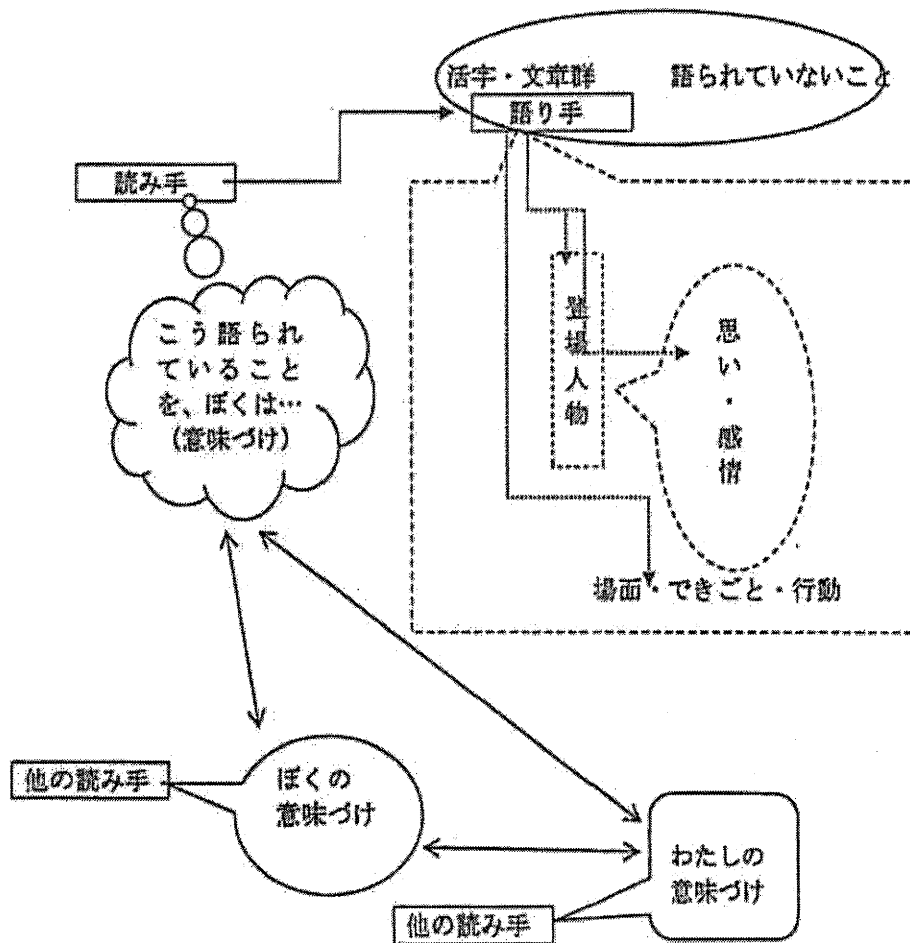 活字・文章群 語られていないこと
語り手
読み手
こう語られ
ていること
を、ぼくは…
（意味づけ）
登場人物
思い・感情
場面・できごと・行動
他の読み手
ぼくの
意味づけ
わたしの
意味づけ
他の読み手